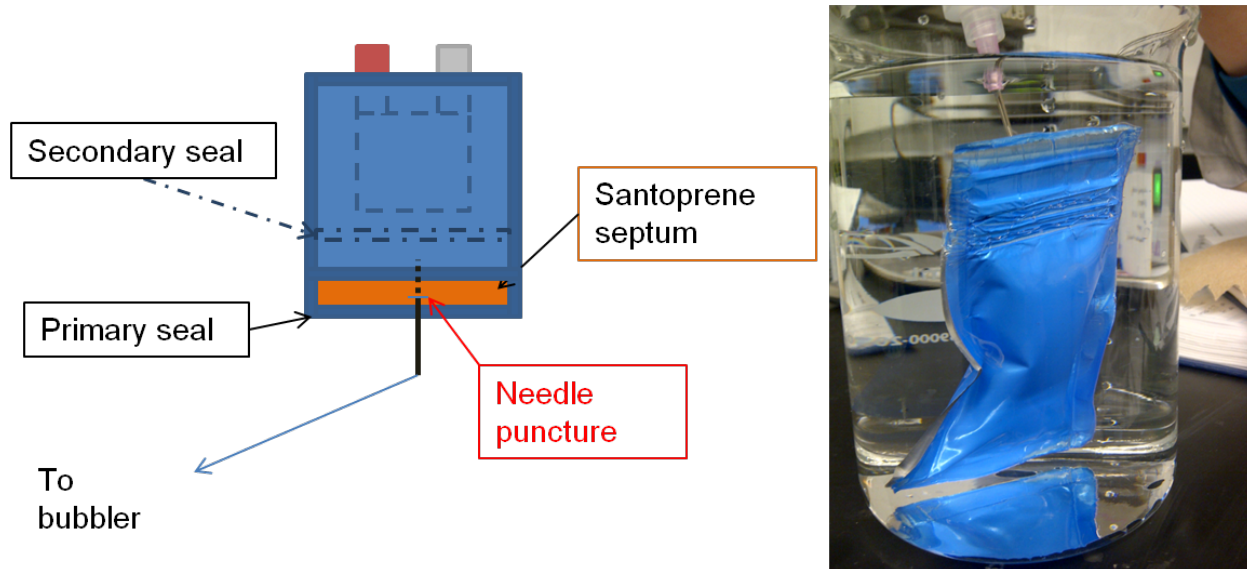 Secondary seal
Santoprene
septum
Primary seal
Needle
puncture
To
bubbler